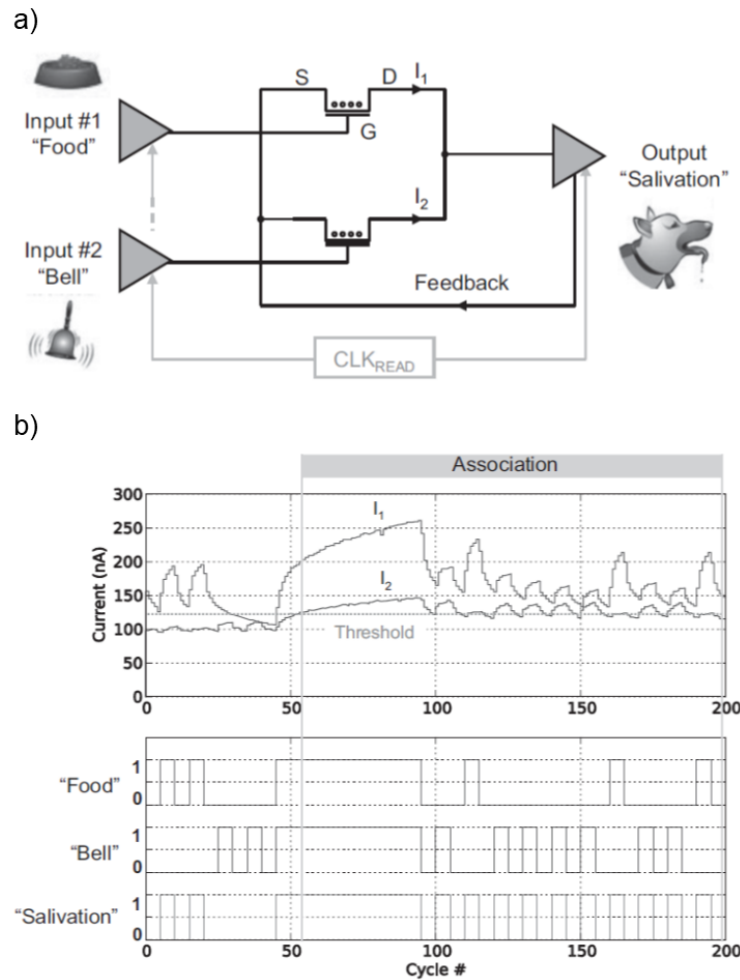 a)
S D I1
Input #1
“Food”
G
Output
“Salivation”
I2
Input #2
“Bell”
Feedback
CLKREAD
b)
Association
300
250
200
150
100
50
0
Current (nA)
I1
I2
Threshold
0 50 100 150 200
“Food” 1
0
“Bell” 1
0
“Salivation” 1
0
0 50 100 150 200
Cycle #